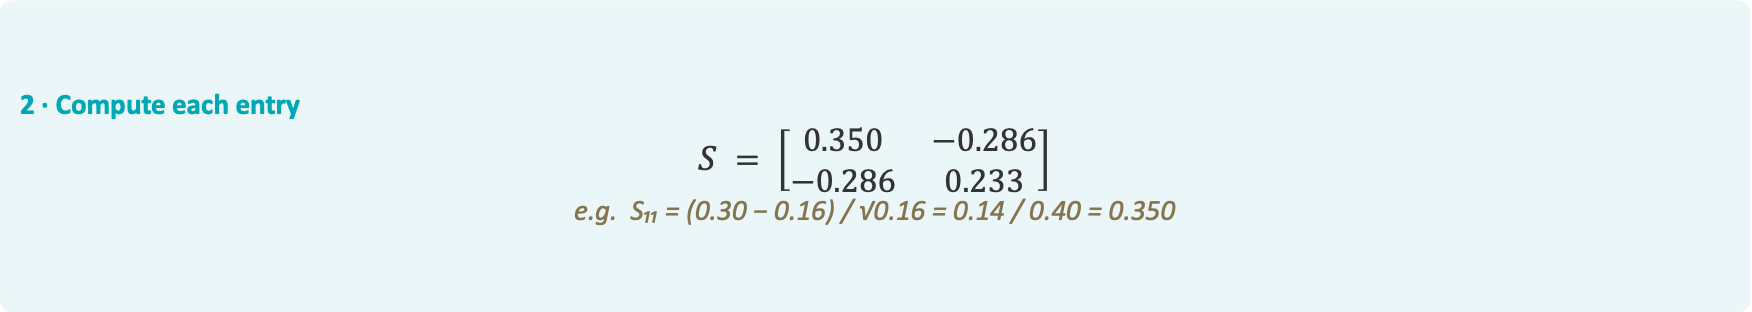 2 · Compute each entry
S = [ 0.350 −0.286
−0.286 0.233 ]
e.g. S₁₁ = (0.30 – 0.16) / √0.16 = 0.14 / 0.40 = 0.350